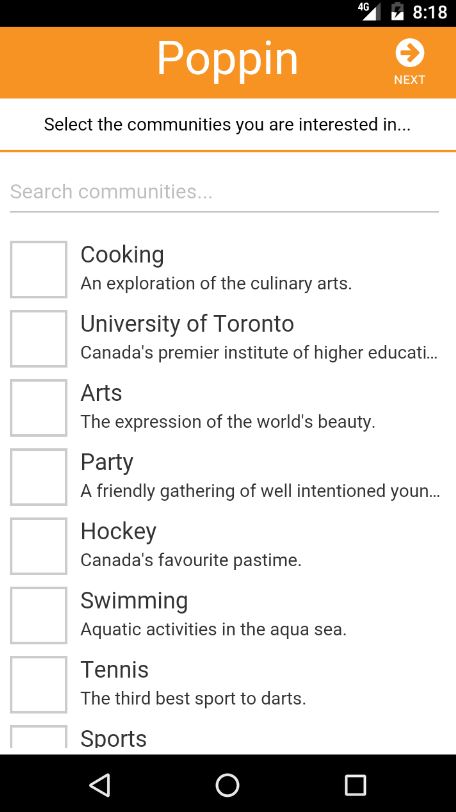 4G 8:18
Poppin
NEXT
Select the communities you are interested in...
Search communities...
Cooking
An exploration of the culinary arts.
University of Toronto
Canada's premier institute of higher educati...
Arts
The expression of the world's beauty.
Party
A friendly gathering of well intentioned youn...
Hockey
Canada's favourite pastime.
Swimming
Aquatic activities in the aqua sea.
Tennis
The third best sport to darts.
Sports